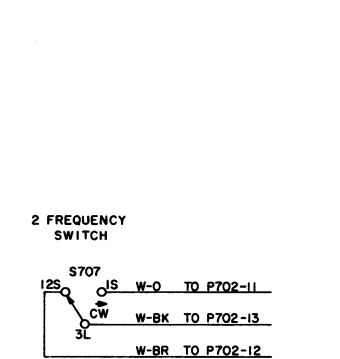 2 FREQUENCY
SWITCH
S707
12S 1S W-O TO P702-11
CW
W-BK TO P702-13
3L
W-BR TO P702-12